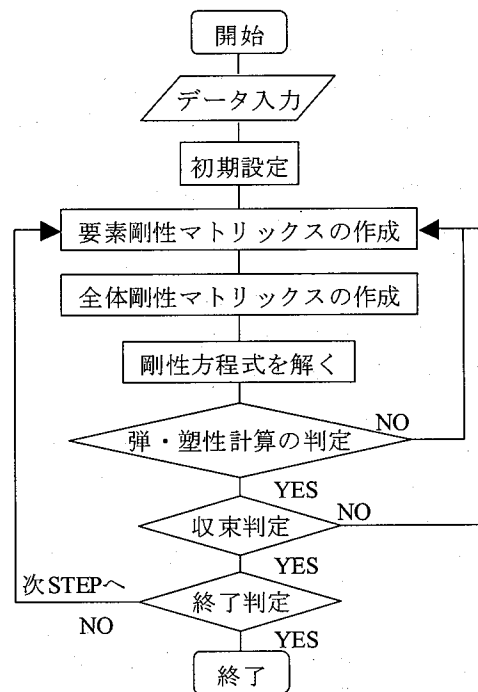 開始
データ入力
初期設定
要素剛性マトリックスの作成
全体剛性マトリックスの作成
剛性方程式を解く
弾・塑性計算の判定
NO
YES
収束判定
NO
YES
次STEPへ
終了判定
NO
YES
終了